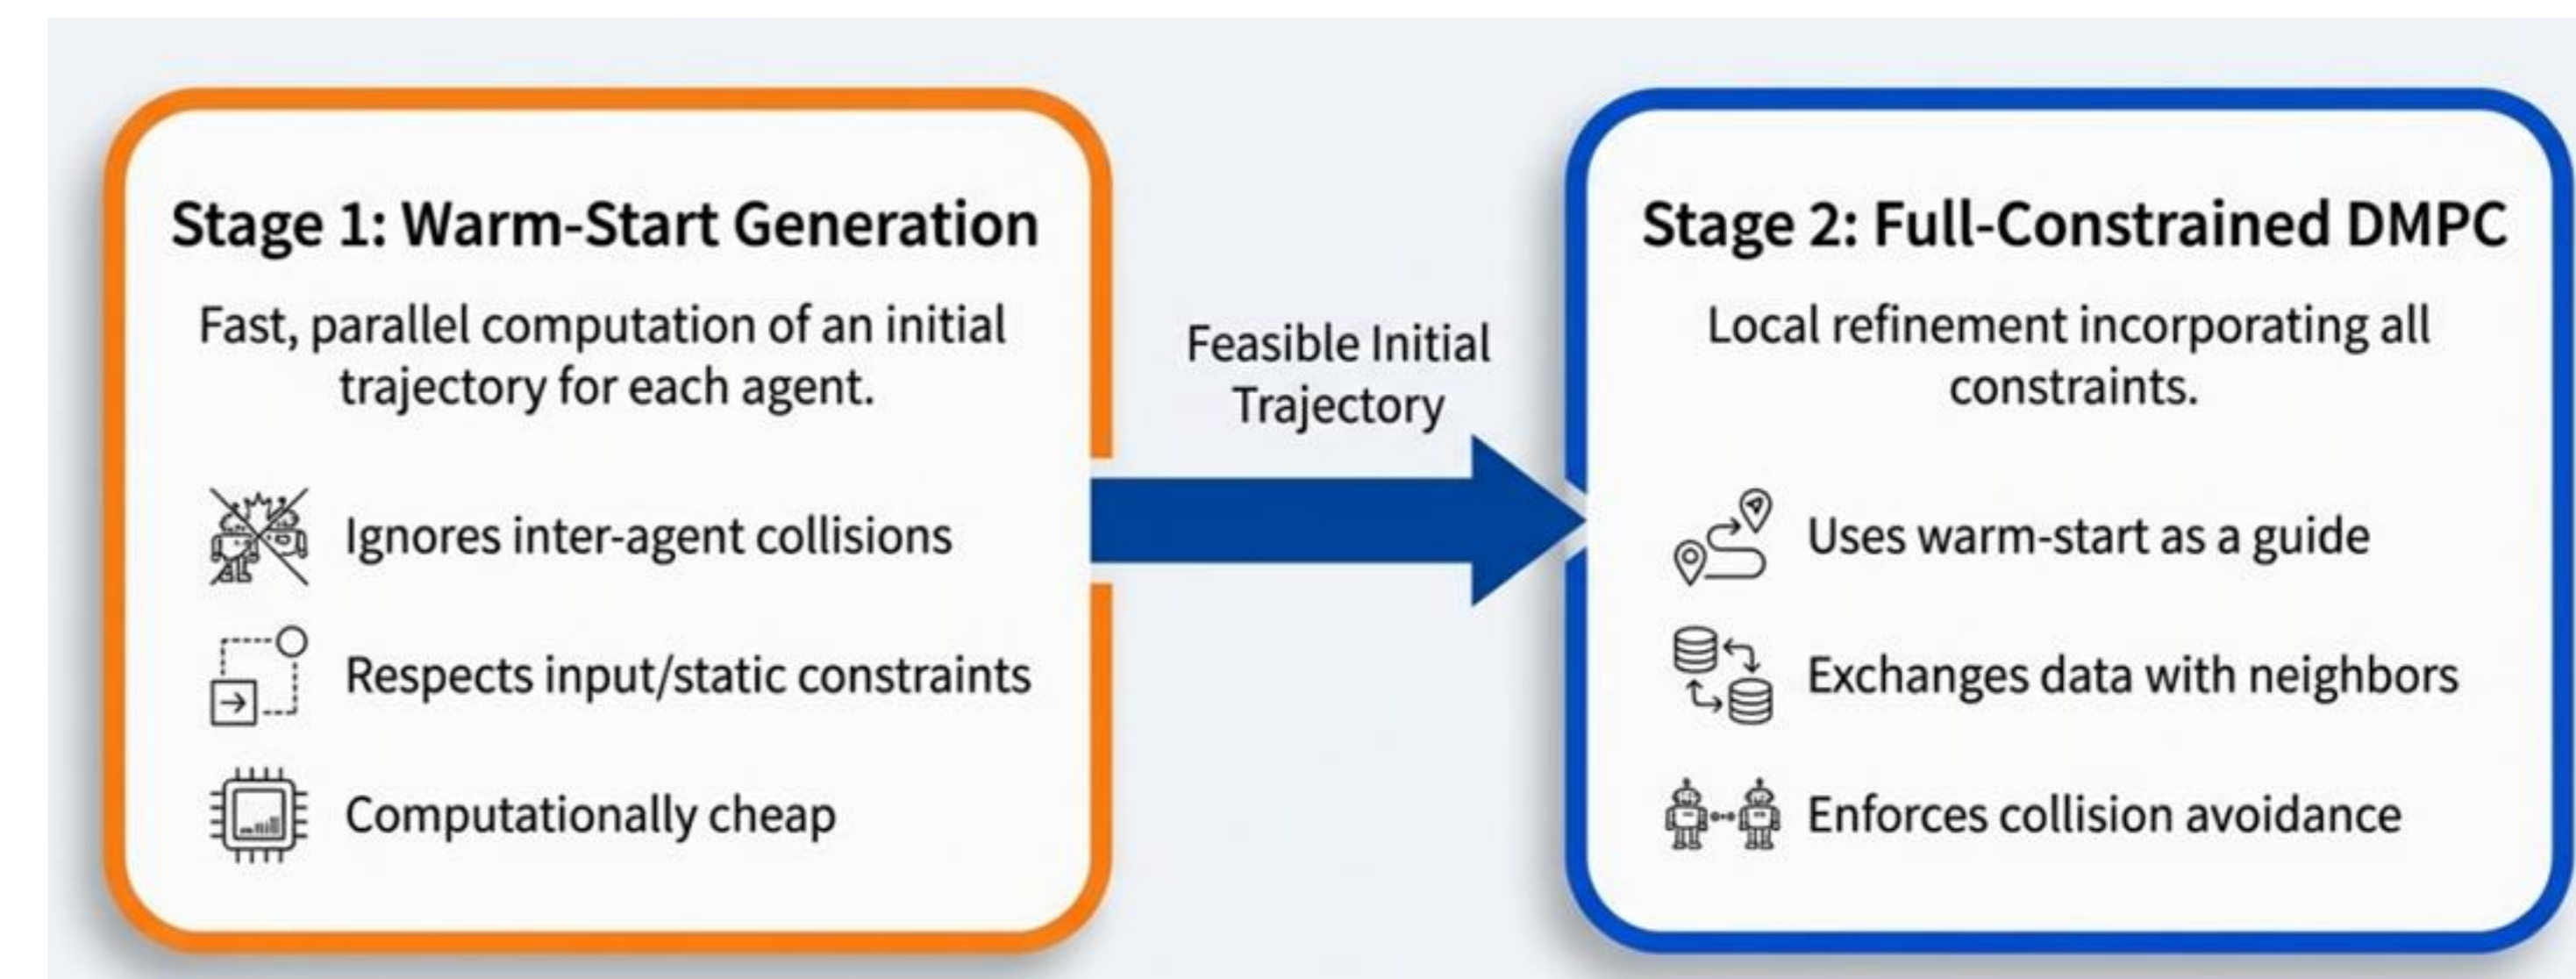 Stage 1: Warm-Start Generation
Fast, parallel computation of an initial
trajectory for each agent.
Ignores inter-agent collisions
Respects input/static constraints
Computationally cheap
Feasible Initial
Trajectory
Stage 2: Full-Constrained DMPC
Local refinement incorporating all
constraints.
Uses warm-start as a guide
Exchanges data with neighbors
Enforces collision avoidance